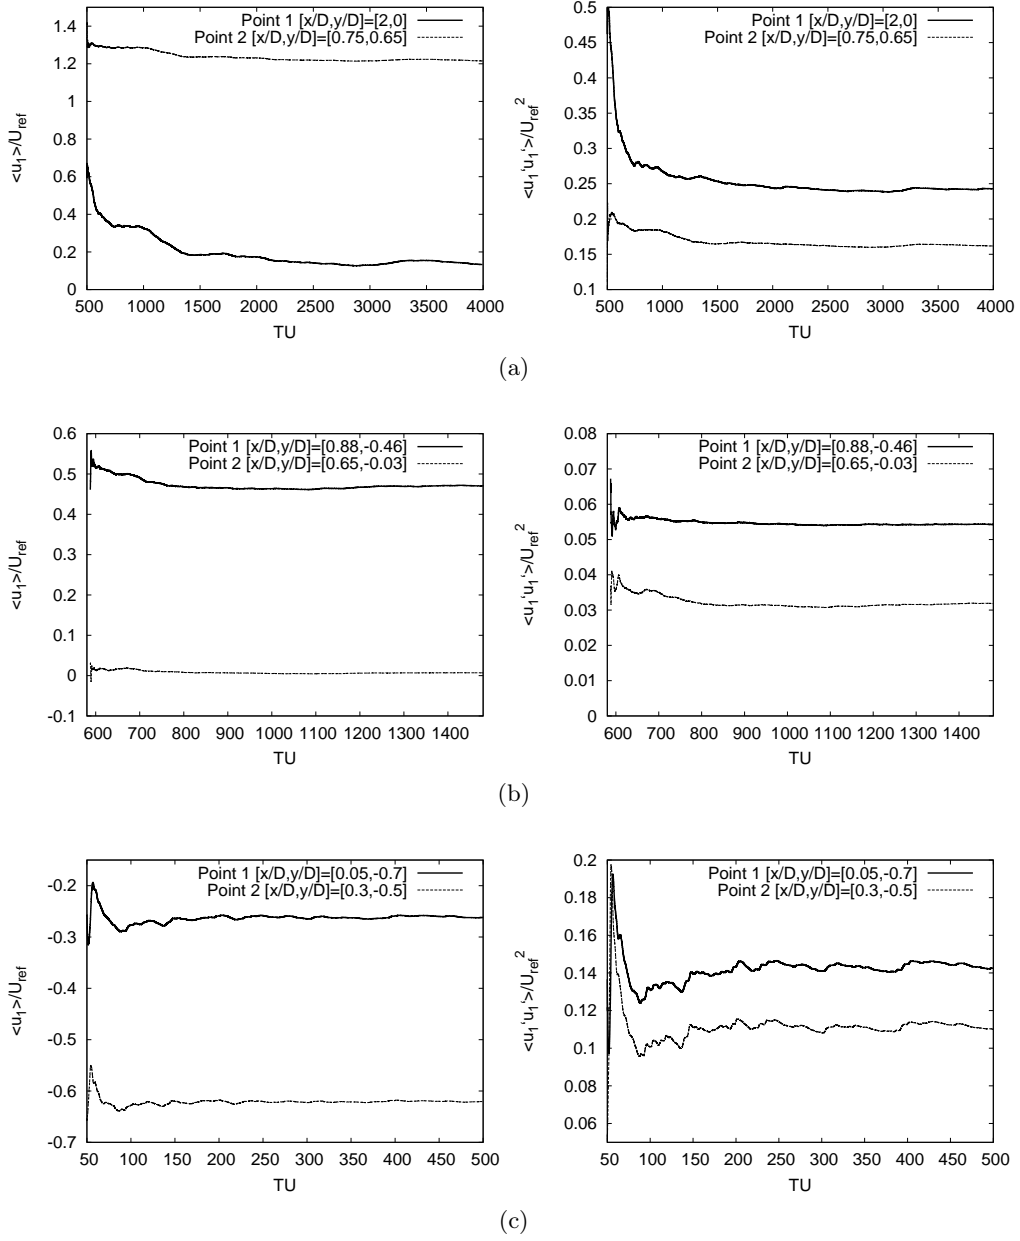 Point 1 [x/D,y/D]=[2,0]
Point 2 [x/D,y/D]=[0.75,0.65]
<u₁>/U_ref
1.4
1.2
1
0.8
0.6
0.4
0.2
0
500 1000 1500 2000 2500 3000 3500 4000
TU
Point 1 [x/D,y/D]=[2,0]
Point 2 [x/D,y/D]=[0.75,0.65]
<u₁‘u₁‘>/U_ref²
0.5
0.45
0.4
0.35
0.3
0.25
0.2
0.15
0.1
500 1000 1500 2000 2500 3000 3500 4000
TU
(a)
Point 1 [x/D,y/D]=[0.88,-0.46]
Point 2 [x/D,y/D]=[0.65,-0.03]
<u₁>/U_ref
0.6
0.5
0.4
0.3
0.2
0.1
0
-0.1
600 700 800 900 1000 1100 1200 1300 1400
TU
Point 1 [x/D,y/D]=[0.88,-0.46]
Point 2 [x/D,y/D]=[0.65,-0.03]
<u₁‘u₁‘>/U_ref²
0.08
0.07
0.06
0.05
0.04
0.03
0.02
0.01
0
600 700 800 900 1000 1100 1200 1300 1400
TU
(b)
Point 1 [x/D,y/D]=[0.05,-0.7]
Point 2 [x/D,y/D]=[0.3,-0.5]
<u₁>/U_ref
-0.2
-0.3
-0.4
-0.5
-0.6
-0.7
50 100 150 200 250 300 350 400 450 500
TU
Point 1 [x/D,y/D]=[0.05,-0.7]
Point 2 [x/D,y/D]=[0.3,-0.5]
<u₁‘u₁‘>/U_ref²
0.2
0.18
0.16
0.14
0.12
0.1
0.08
0.06
50 100 150 200 250 300 350 400 450 500
TU
(c)